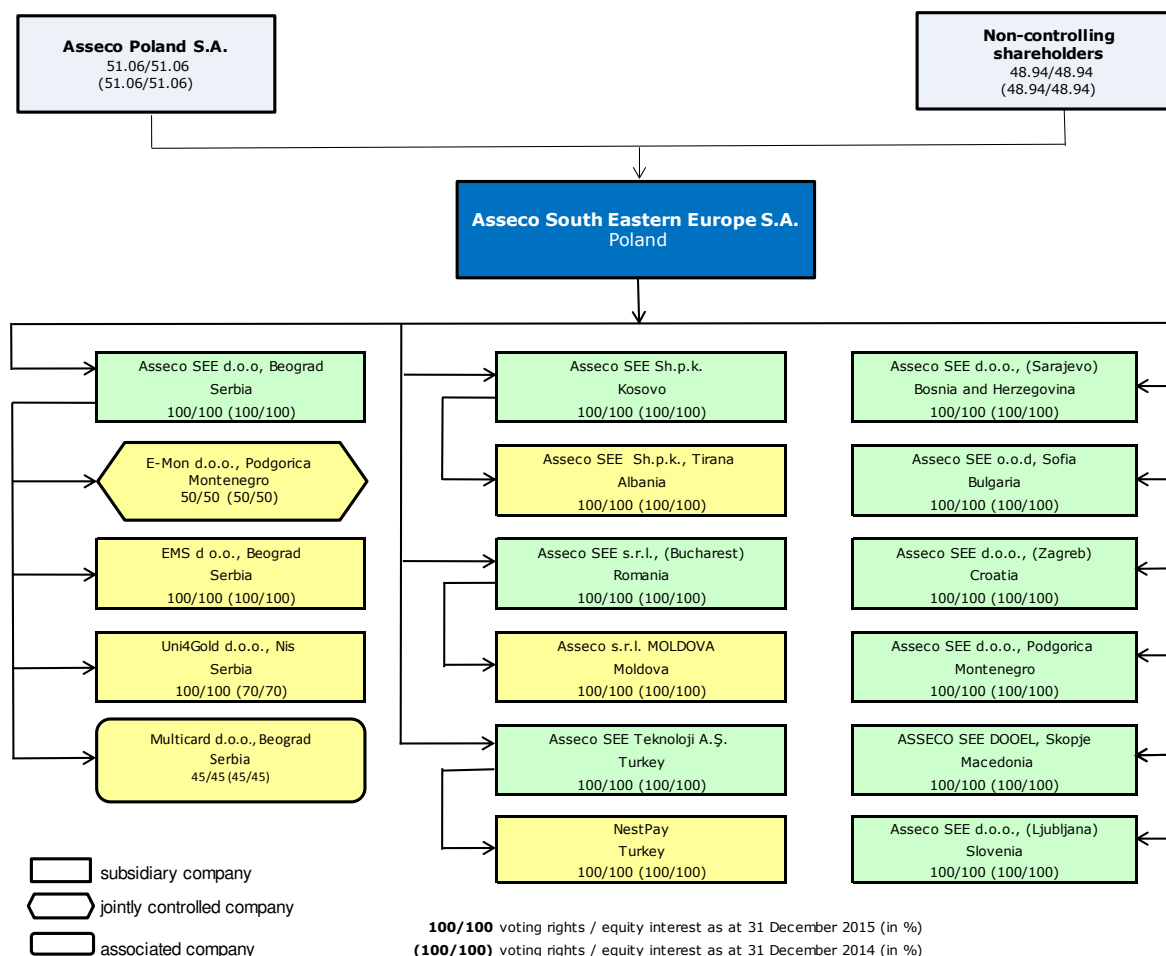 Asseco Poland S.A.
51.06/51.06
(51.06/51.06)
Non-controlling
shareholders
48.94/48.94
(48.94/48.94)
Asseco South Eastern Europe S.A.
Poland
Asseco SEE d.o.o, Beograd
Serbia
100/100 (100/100)
E-Mon d.o.o., Podgorica
Montenegro
50/50 (50/50)
EMS d o.o., Beograd
Serbia
100/100 (100/100)
Uni4Gold d.o.o., Nis
Serbia
100/100 (70/70)
Multicard d.o.o., Beograd
Serbia
45/45 (45/45)
Asseco SEE Sh.p.k.
Kosovo
100/100 (100/100)
Asseco SEE Sh.p.k., Tirana
Albania
100/100 (100/100)
Asseco SEE s.r.l., (Bucharest)
Romania
100/100 (100/100)
Asseco s.r.l. MOLDOVA
Moldova
100/100 (100/100)
Asseco SEE Teknoloji A.Ş.
Turkey
100/100 (100/100)
NestPay
Turkey
100/100 (100/100)
Asseco SEE d.o.o., (Sarajevo)
Bosnia and Herzegovina
100/100 (100/100)
Asseco SEE o.o.d, Sofia
Bulgaria
100/100 (100/100)
Asseco SEE d.o.o., (Zagreb)
Croatia
100/100 (100/100)
Asseco SEE d.o.o., Podgorica
Montenegro
100/100 (100/100)
ASSECO SEE DOOEL, Skopje
Macedonia
100/100 (100/100)
Asseco SEE d.o.o., (Ljubljana)
Slovenia
100/100 (100/100)
subsidiary company
jointly controlled company
associated company
100/100 voting rights / equity interest as at 31 December 2015 (in %)
(100/100) voting rights / equity interest as at 31 December 2014 (in %)